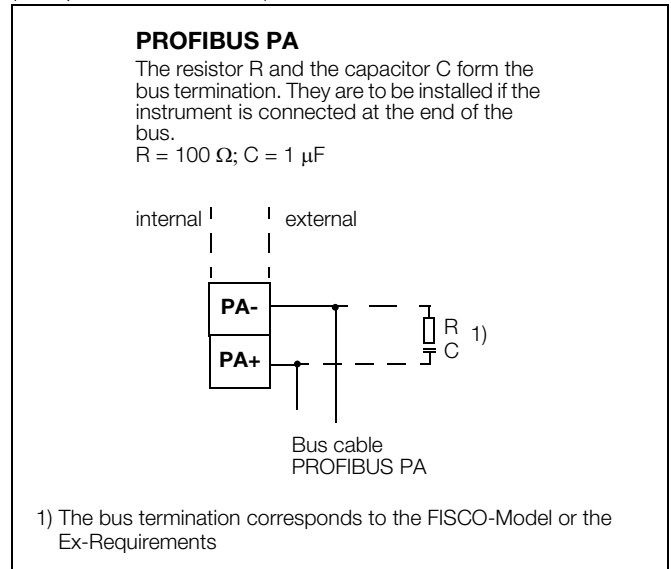 PROFIBUS PA
The resistor R and the capacitor C form the
bus termination. They are to be installed if the
instrument is connected at the end of the
bus.
R = 100 Ω; C = 1 μF
internal external
PA-
PA+
R 1)
C
Bus cable
PROFIBUS PA
1) The bus termination corresponds to the FISCO-Model or the
Ex-Requirements